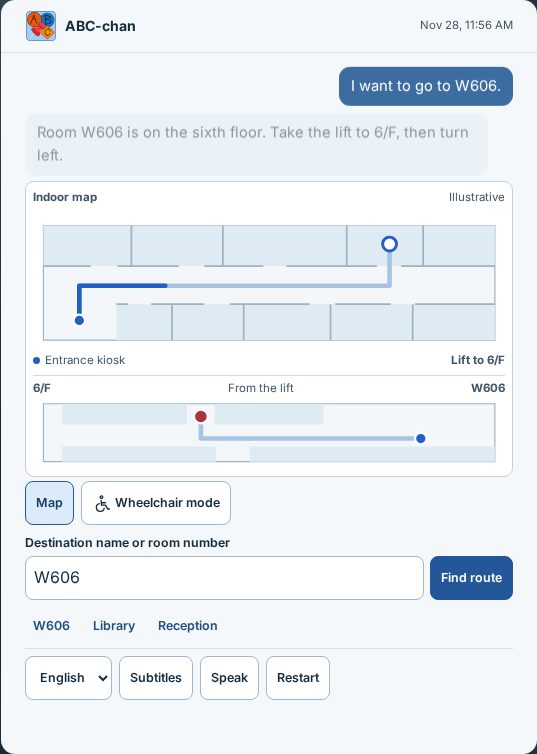 ABC-chan
Nov 28, 11:56 AM
I want to go to W606.
Room W606 is on the sixth floor. Take the lift to 6/F, then turn
left.
Indoor map
Illustrative
Entrance kiosk
Lift to 6/F
6/F
From the lift
W606
Map
Wheelchair mode
Destination name or room number
W606
Find route
W606
Library
Reception
English
Subtitles
Speak
Restart